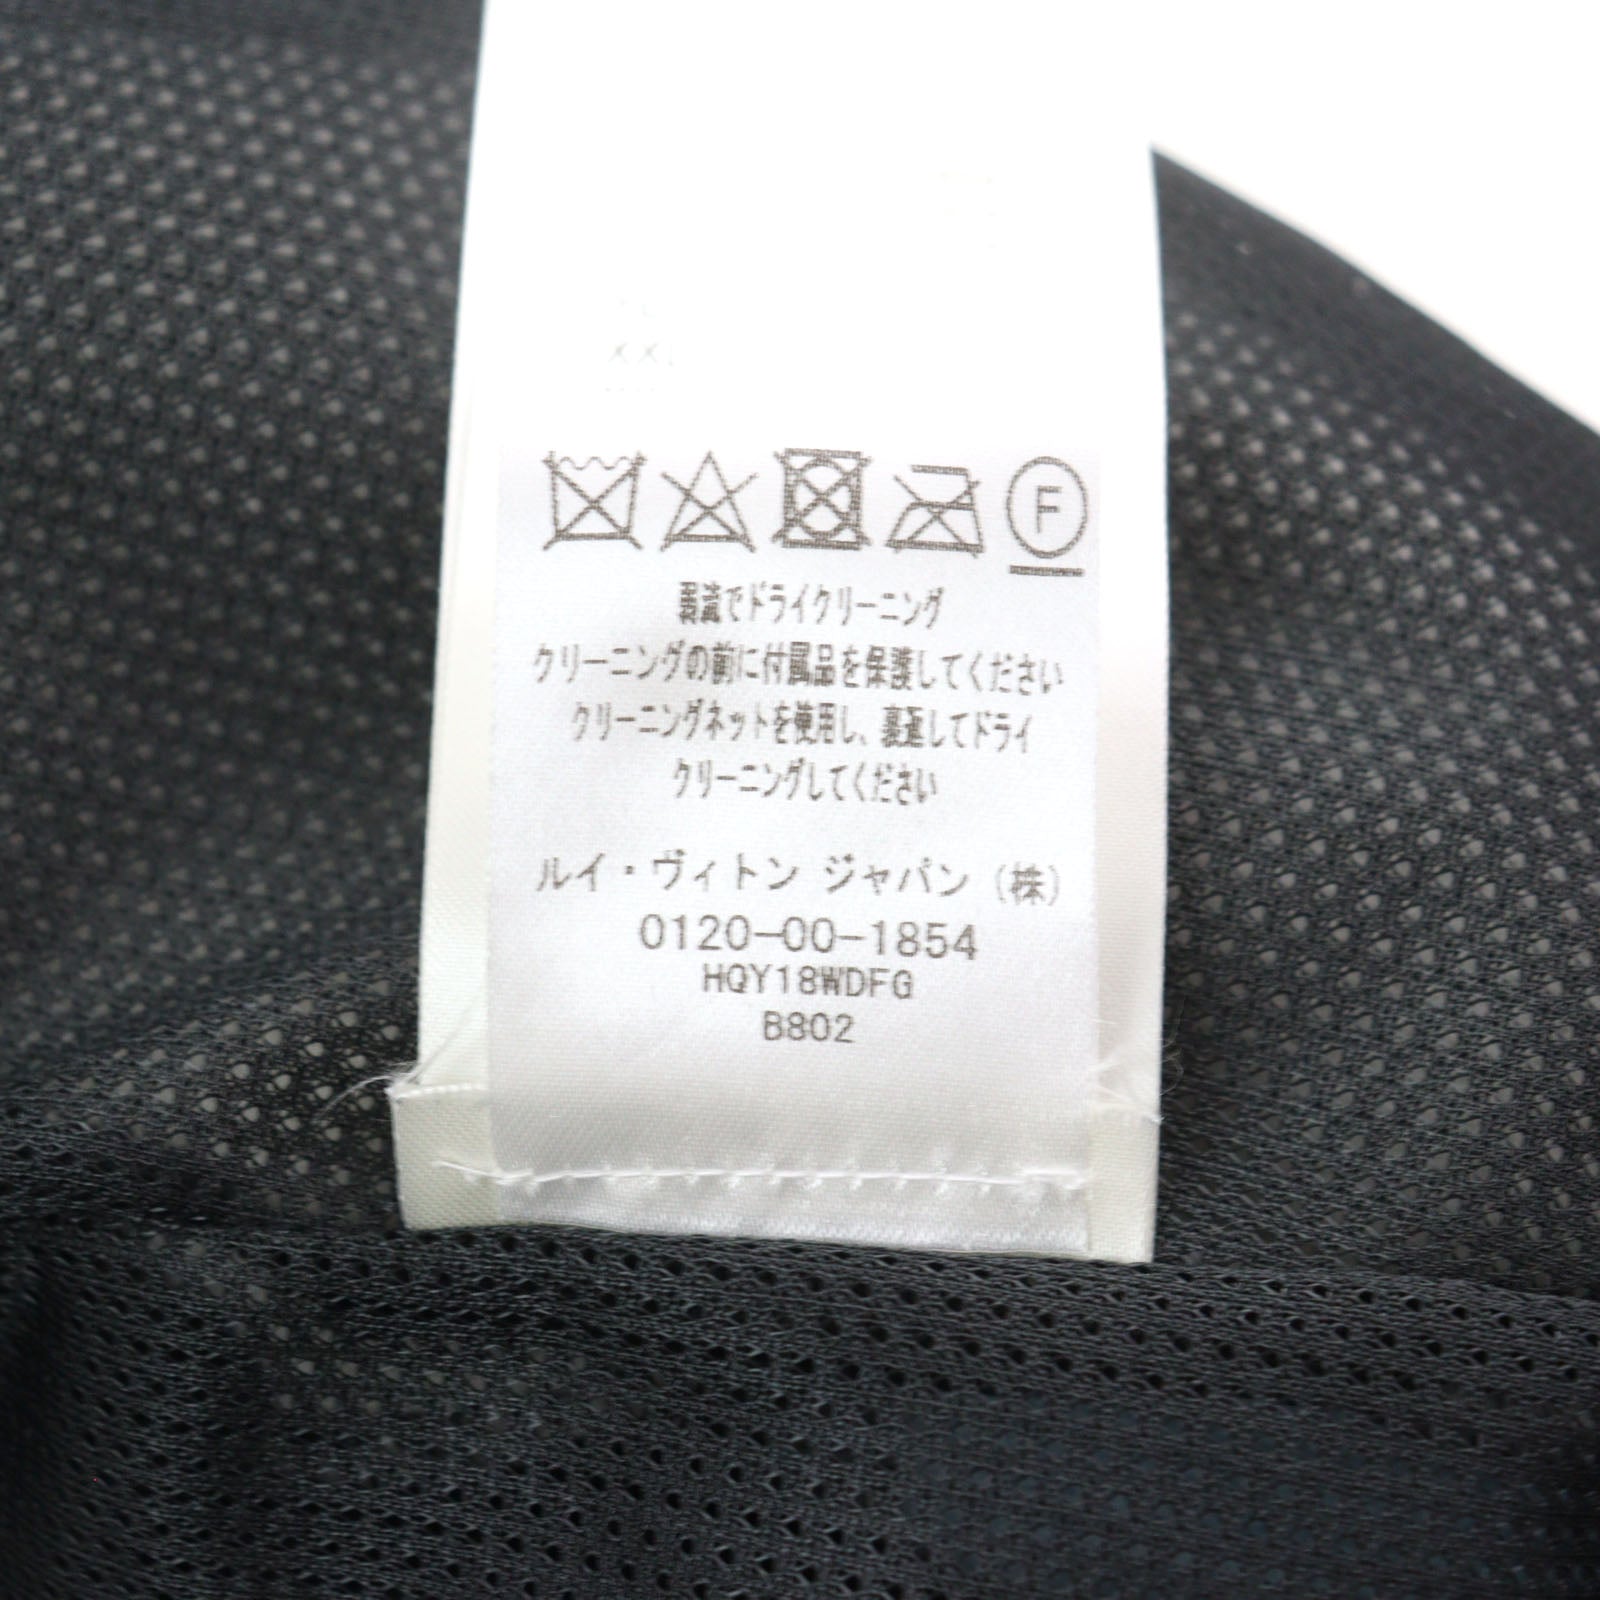 F
弱流でドライクリーニング
クリーニングの前に付属品を保護してください
クリーニングネットを使用し、裏返してドライ
クリーニングしてください
ルイ・ヴィトン ジャパン (株)
0120-00-1854
HQY18WDFG
B802